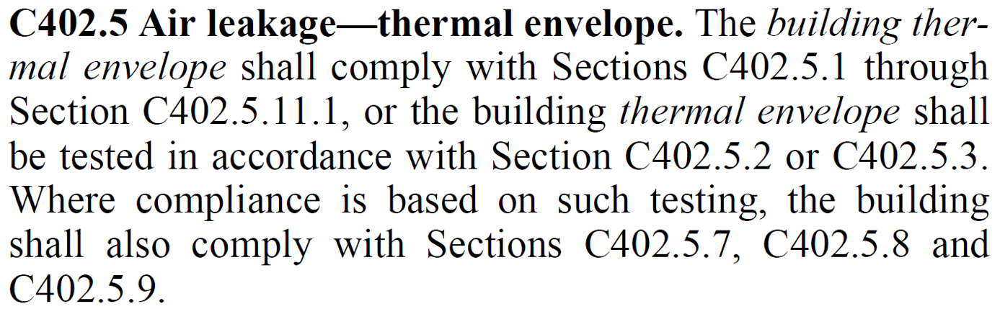 C402.5 Air leakage—thermal envelope. The building ther-
mal envelope shall comply with Sections C402.5.1 through
Section C402.5.11.1, or the building thermal envelope shall
be tested in accordance with Section C402.5.2 or C402.5.3.
Where compliance is based on such testing, the building
shall also comply with Sections C402.5.7, C402.5.8 and
C402.5.9.